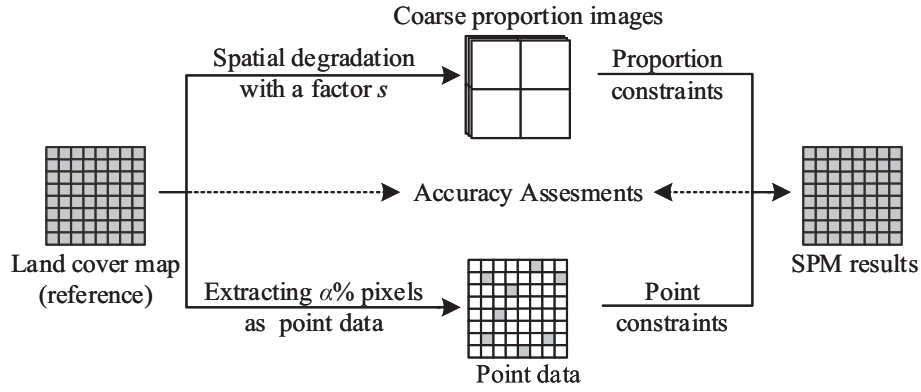 Coarse proportion images
Spatial degradation
with a factor s
Proportion
constraints
Accuracy Assesments
Land cover map
(reference)
SPM results
Extracting α% pixels
as point data
Point
constraints
Point data